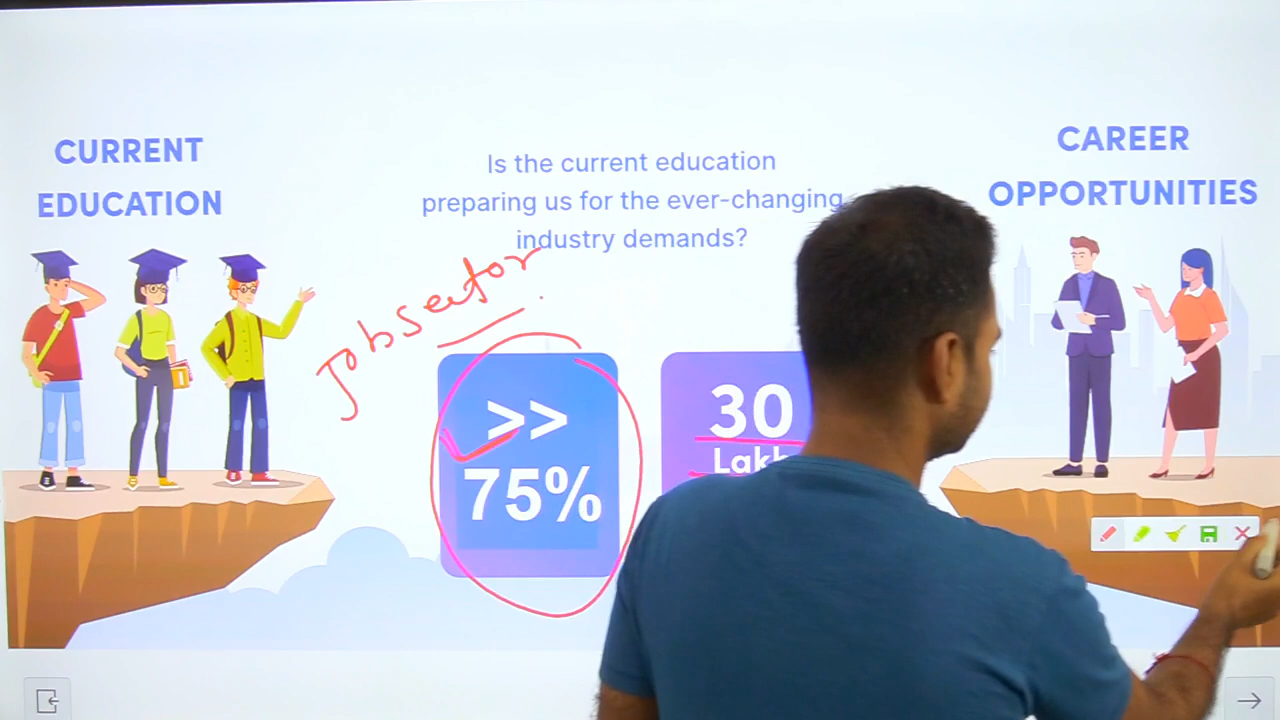 CURRENT
EDUCATION
Is the current education
preparing us for the ever-changing
industry demands?
CAREER
OPPORTUNITIES
Jobsector
>>
75%
30